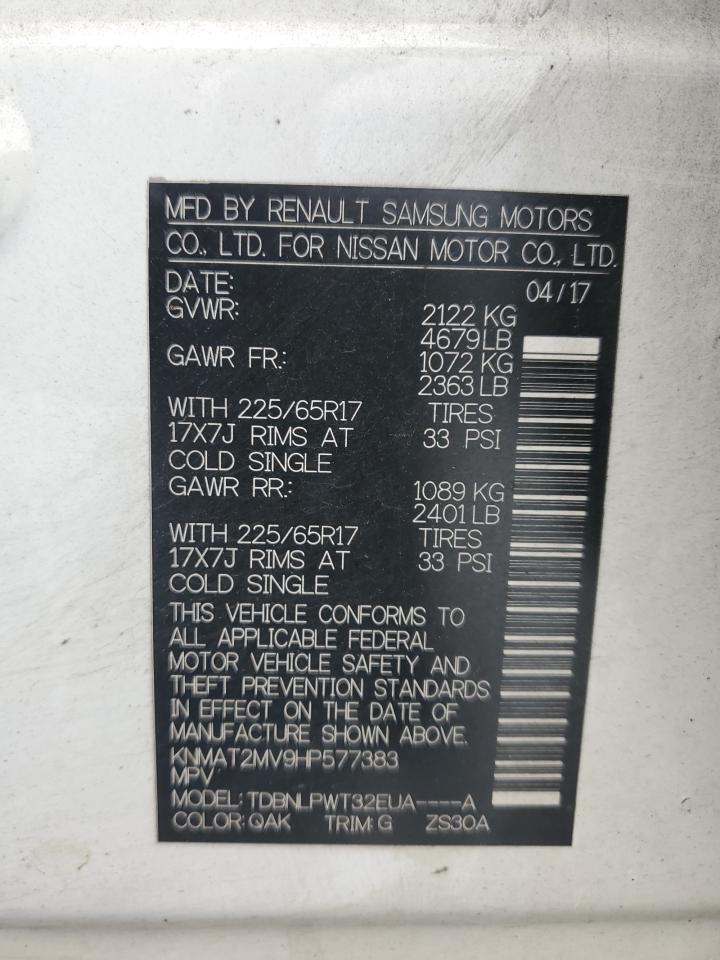 MFD BY RENAULT SAMSUNG MOTORS
CO., LTD. FOR NISSAN MOTOR CO., LTD.
DATE: 04/17
GVWR: 2122 KG
4679LB
GAWR FR.: 1072 KG
2363 LB
WITH 225/65R17 TIRES
17X7J RIMS AT 33 PSI
COLD SINGLE
GAWR RR.: 1089 KG
2401 LB
WITH 225/65R17 TIRES
17X7J RIMS AT 33 PSI
COLD SINGLE
THIS VEHICLE CONFORMS TO
ALL APPLICABLE FEDERAL
MOTOR VEHICLE SAFETY AND
THEFT PREVENTION STANDARDS
IN EFFECT ON THE DATE OF
MANUFACTURE SHOWN ABOVE.
KNMAT2MV9HP577383
MPV
MODEL: TDBNLPWT32EUA----A
COLOR: QAK TRIM: G ZS30A